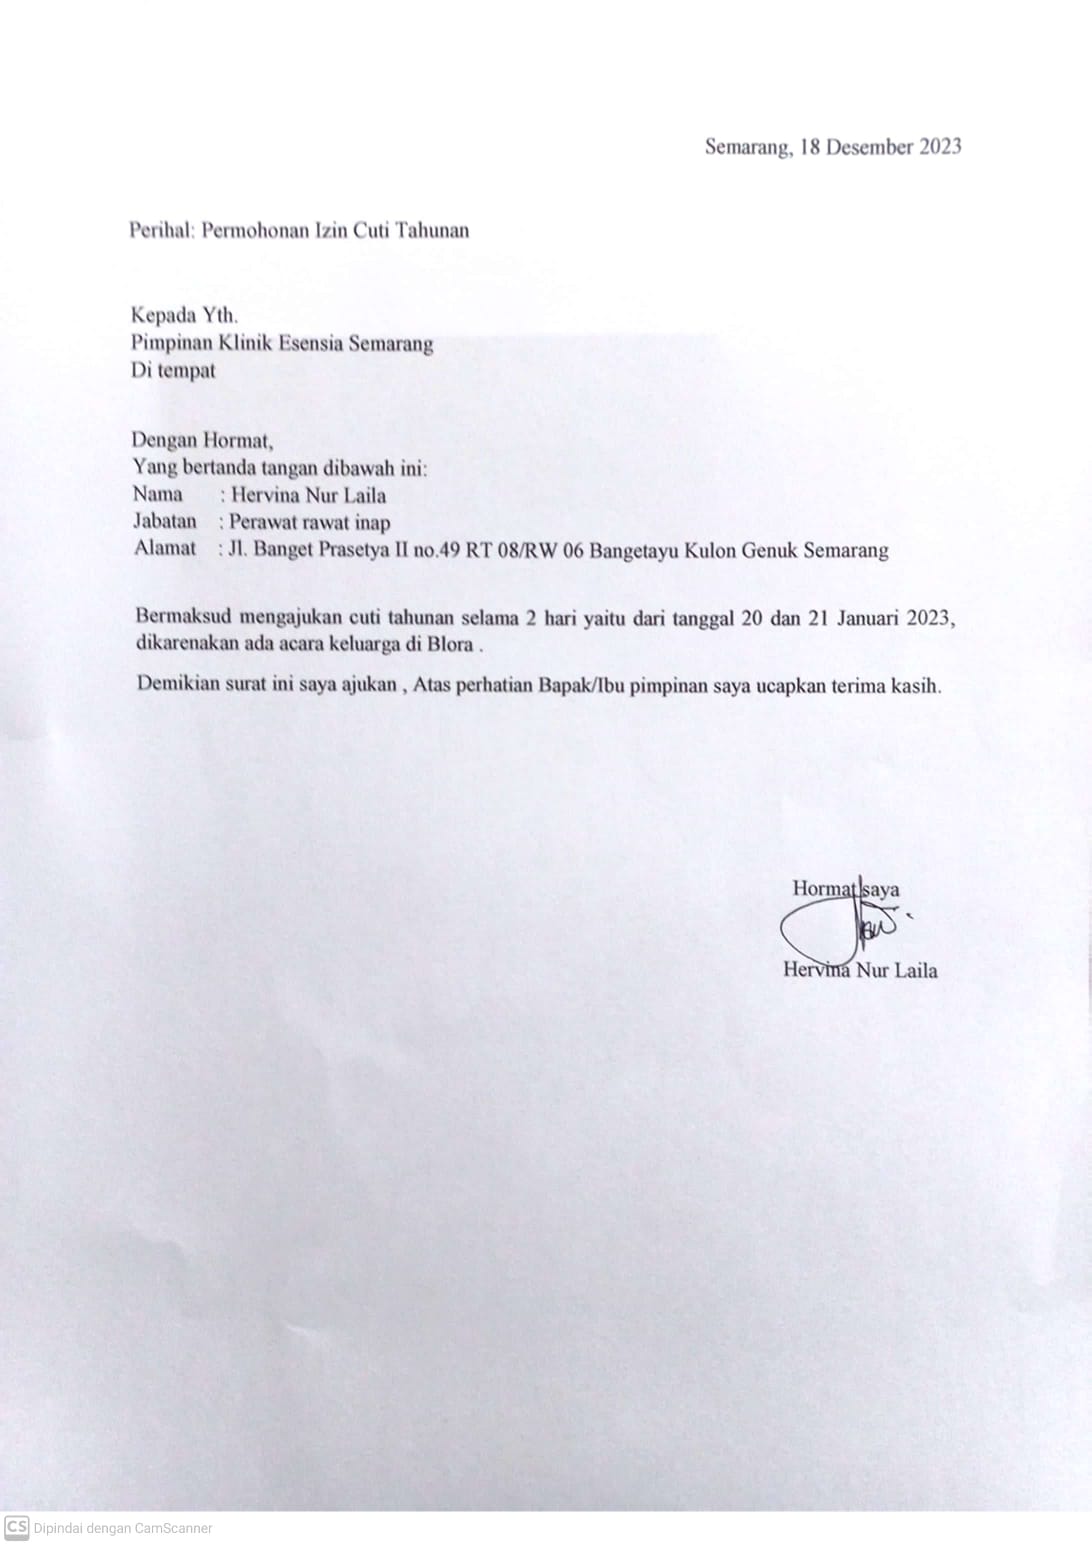 Semarang, 18 Desember 2023
Perihal: Permohonan Izin Cuti Tahunan
Kepada Yth.
Pimpinan Klinik Esensia Semarang
Di tempat
Dengan Hormat,
Yang bertanda tangan dibawah ini:
Nama : Hervina Nur Laila
Jabatan : Perawat rawat inap
Alamat : Jl. Banget Prasetya II no.49 RT 08/RW 06 Bangetayu Kulon Genuk Semarang
Bermaksud mengajukan cuti tahunan selama 2 hari yaitu dari tanggal 20 dan 21 Januari 2023,
dikarenakan ada acara keluarga di Blora .
Demikian surat ini saya ajukan , Atas perhatian Bapak/Ibu pimpinan saya ucapkan terima kasih.
Hormat saya
Hervina Nur Laila
CS Dipindai dengan CamScanner